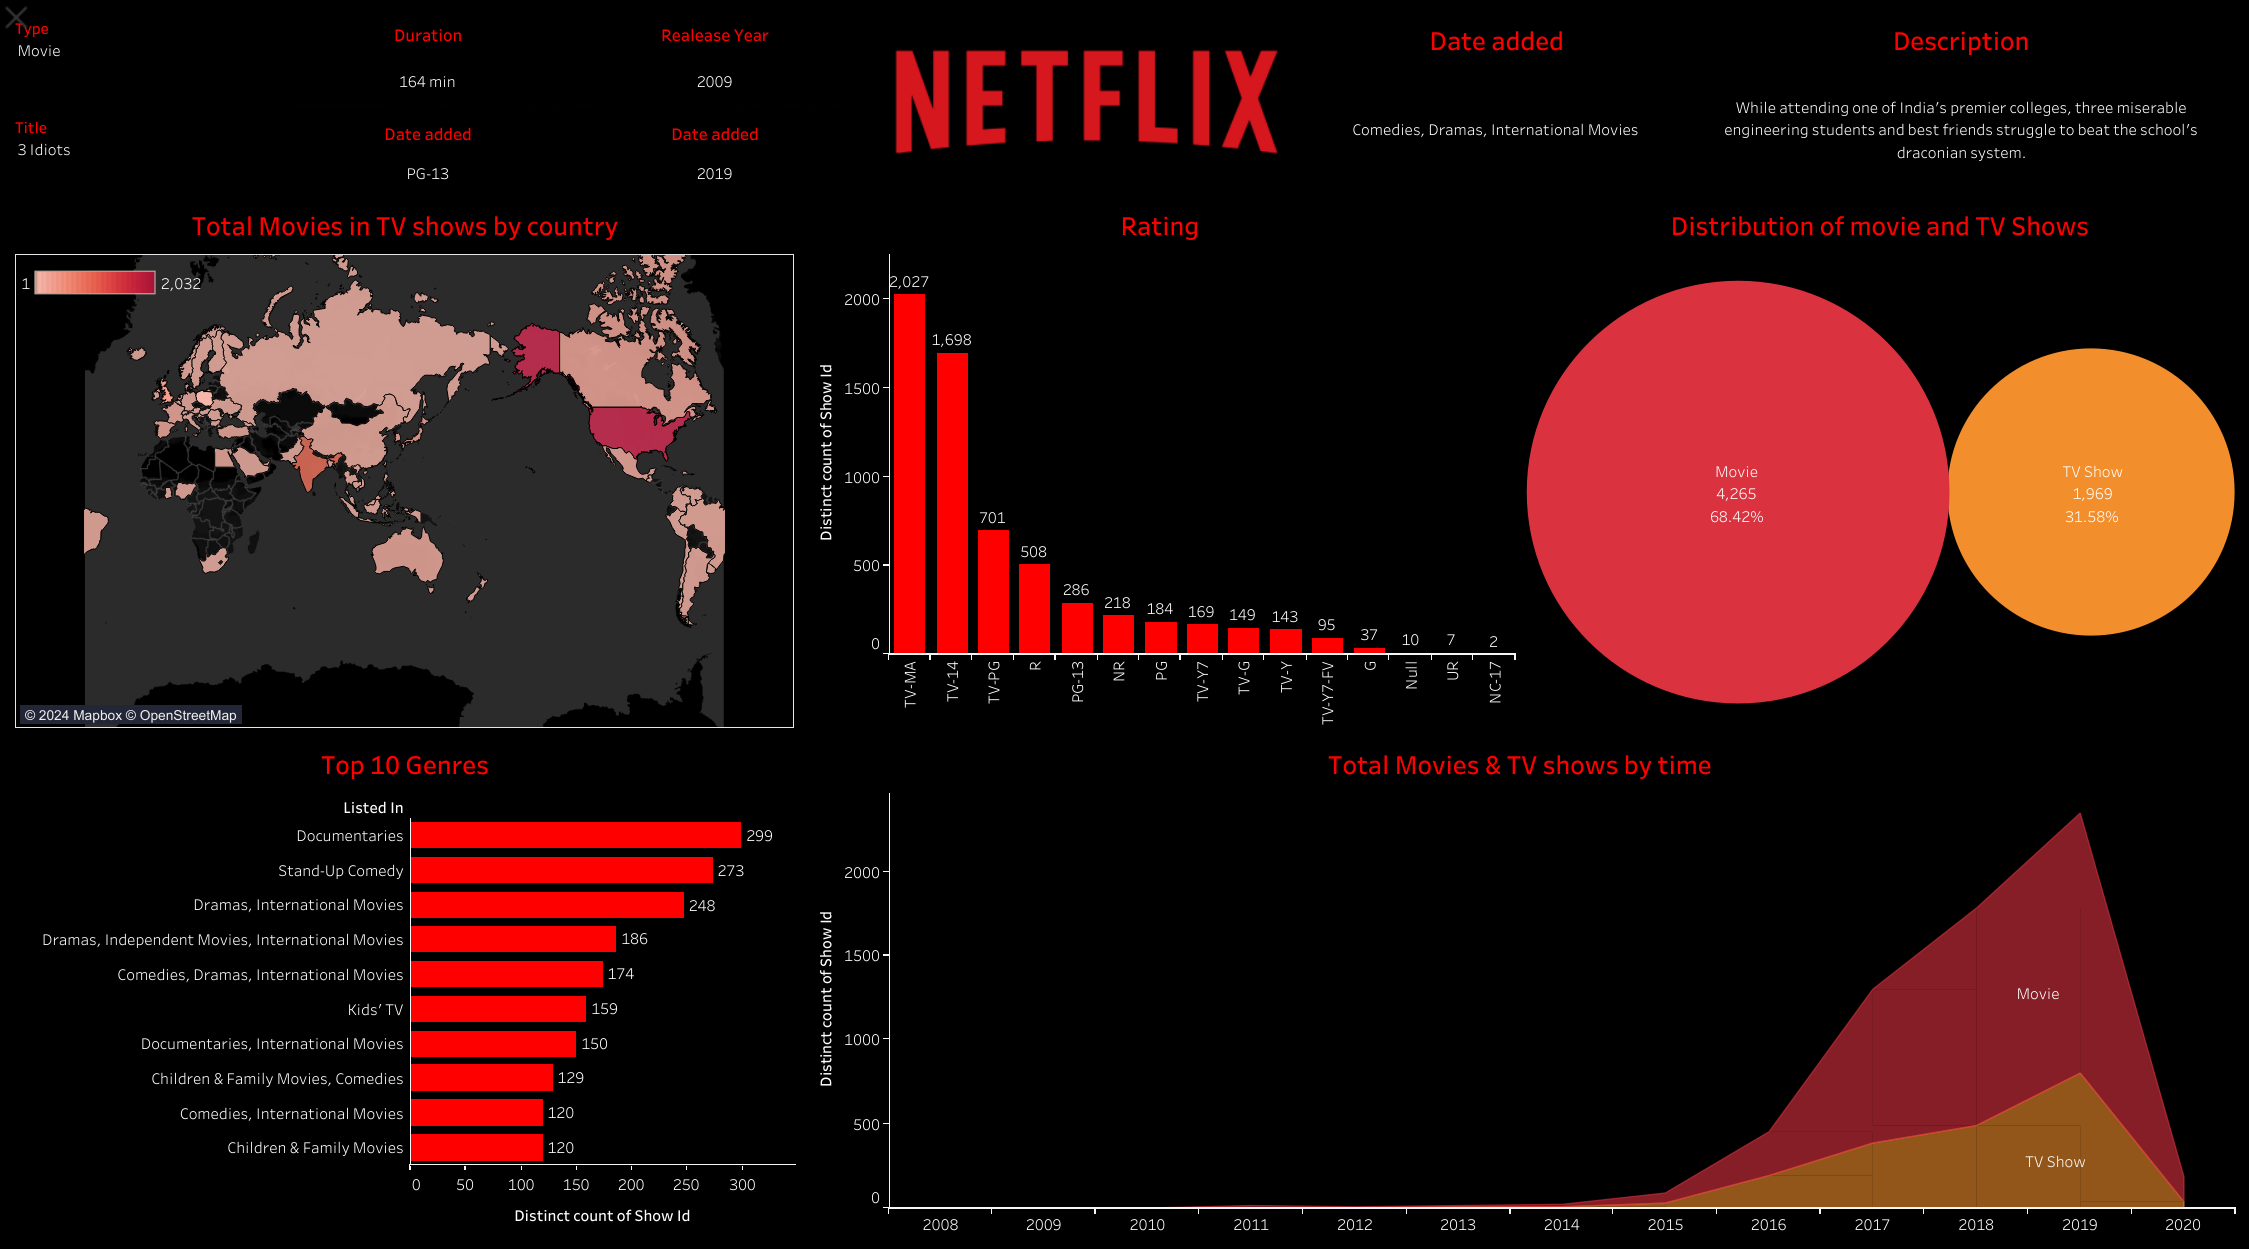 Type
Movie
Duration
164 min
Realease Year
2009
Title
3 Idiots
Date added
PG-13
Date added
2019
NETFLIX
Date added
Comedies, Dramas, International Movies
Description
While attending one of India's premier colleges, three miserable
engineering students and best friends struggle to beat the school's
draconian system.
Total Movies in TV shows by country
1
2,032
© 2024 Mapbox © OpenStreetMap
Rating
Distinct count of Show Id
2000
1500
1000
500
0
2,027
1,698
701
508
286
218
184
169
149
143
95
37
10
7
2
TV-MA
TV-14
TV-PG
R
PG-13
NR
PG
TV-Y7
TV-G
TV-Y
TV-Y7-FV
G
Null
UR
NC-17
Distribution of movie and TV Shows
Movie
4,265
68.42%
TV Show
1,969
31.58%
Top 10 Genres
Listed In
Documentaries 299
Stand-Up Comedy 273
Dramas, International Movies 248
Dramas, Independent Movies, International Movies 186
Comedies, Dramas, International Movies 174
Kids' TV 159
Documentaries, International Movies 150
Children & Family Movies, Comedies 129
Comedies, International Movies 120
Children & Family Movies 120
0 50 100 150 200 250 300
Distinct count of Show Id
Total Movies & TV shows by time
Distinct count of Show Id
2000
1500
1000
500
0
Movie
TV Show
2008 2009 2010 2011 2012 2013 2014 2015 2016 2017 2018 2019 2020